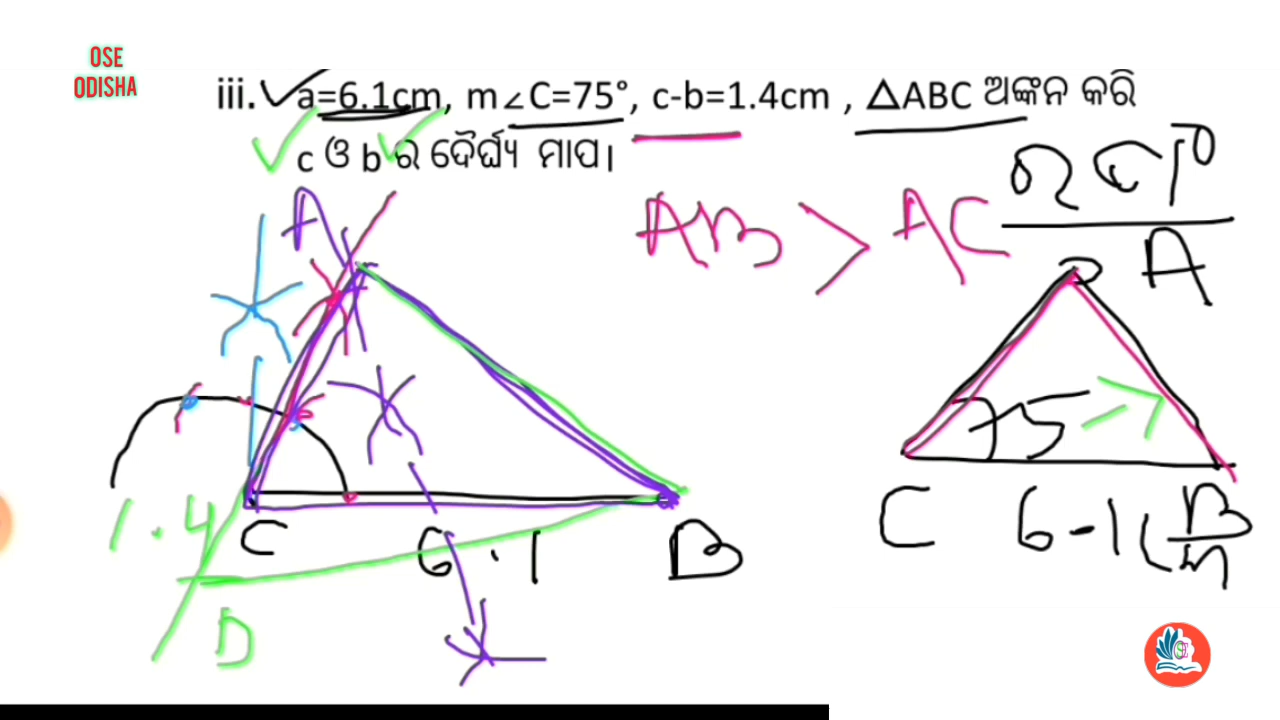 OSE
ODISHA
iii. a=6.1cm, m∠C=75°, c-b=1.4cm , △ABC ଅଙ୍କନ କରି
c ଓ b ର ଦୈର୍ଘ୍ୟ ମାପ।
AB > AC
A
A
75
1.4
C
6.1
B
C
6.1 cm
B
D